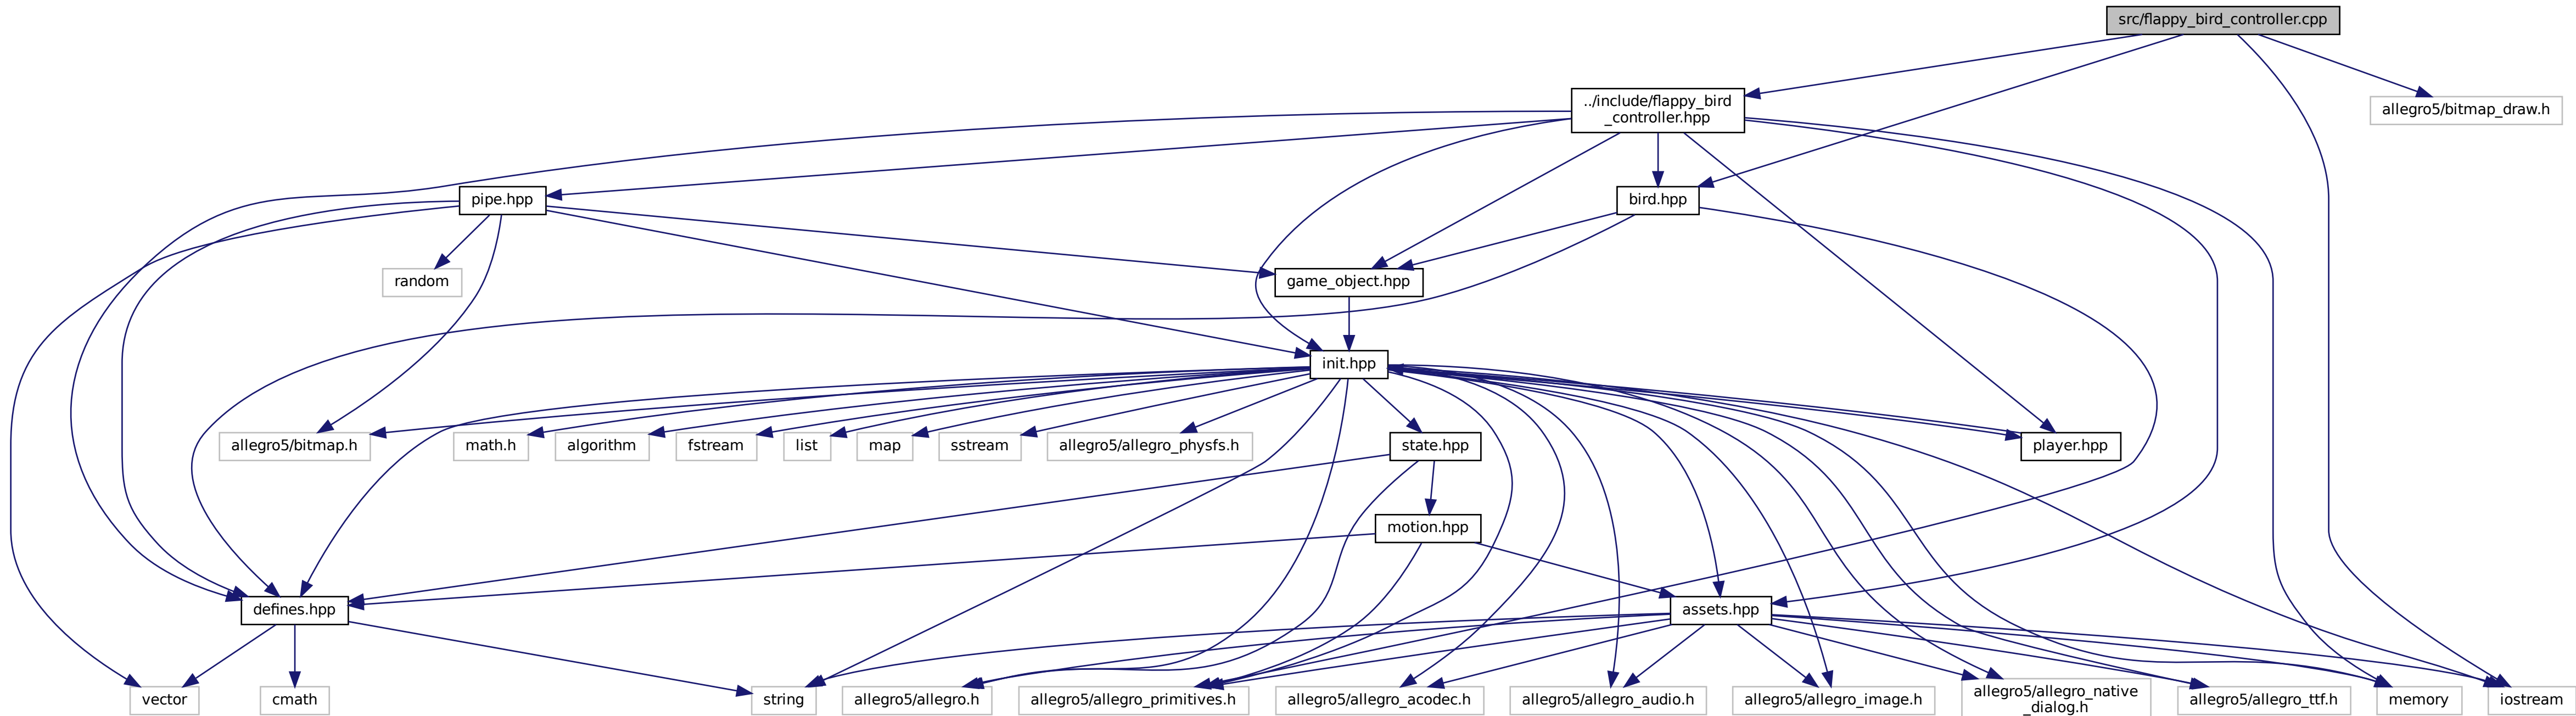 src/flappy_bird_controller.cpp
../include/flappy_bird
_controller.hpp
allegro5/bitmap_draw.h
pipe.hpp
bird.hpp
random
game_object.hpp
init.hpp
allegro5/bitmap.h
math.h
algorithm
fstream
list
map
sstream
allegro5/allegro_physfs.h
state.hpp
player.hpp
motion.hpp
defines.hpp
assets.hpp
vector
cmath
string
allegro5/allegro.h
allegro5/allegro_primitives.h
allegro5/allegro_acodec.h
allegro5/allegro_audio.h
allegro5/allegro_image.h
allegro5/allegro_native
_dialog.h
allegro5/allegro_ttf.h
memory
iostream